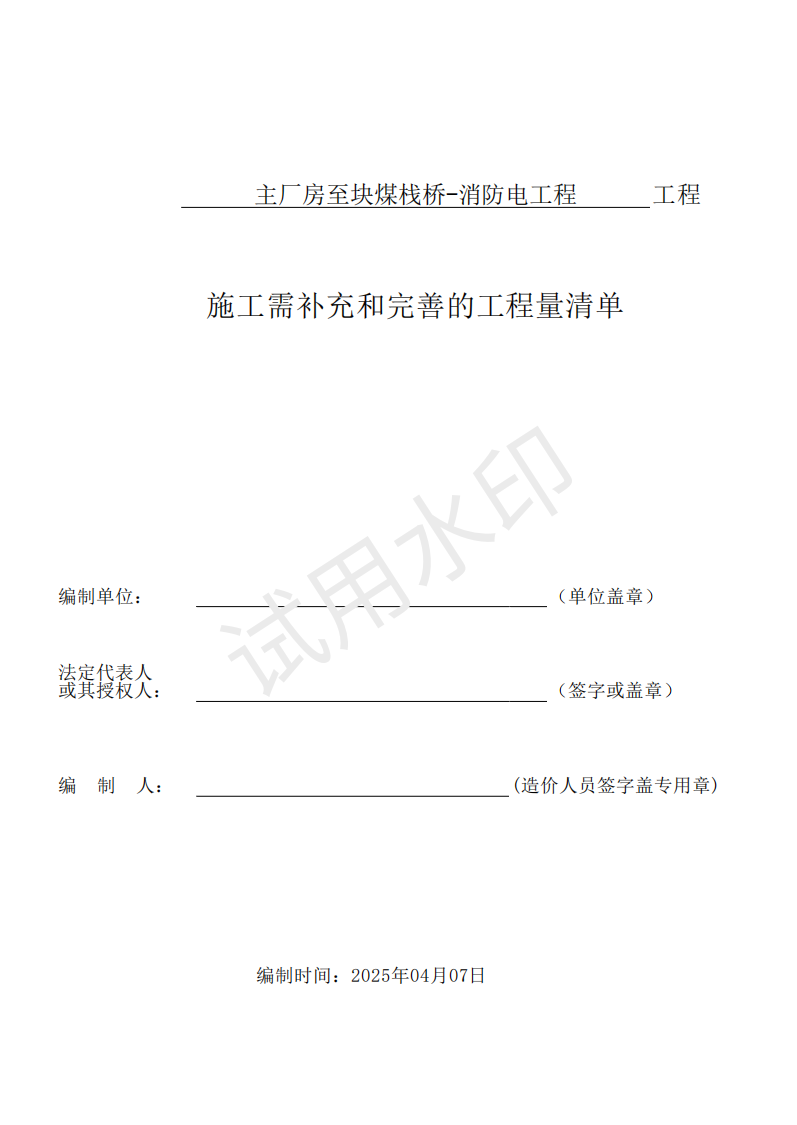 主厂房至块煤栈桥-消防电工程 工程
施工需补充和完善的工程量清单
试用水印
编制单位： （单位盖章）
法定代表人
或其授权人： （签字或盖章）
编 制 人： (造价人员签字盖专用章)
编制时间：2025年04月07日